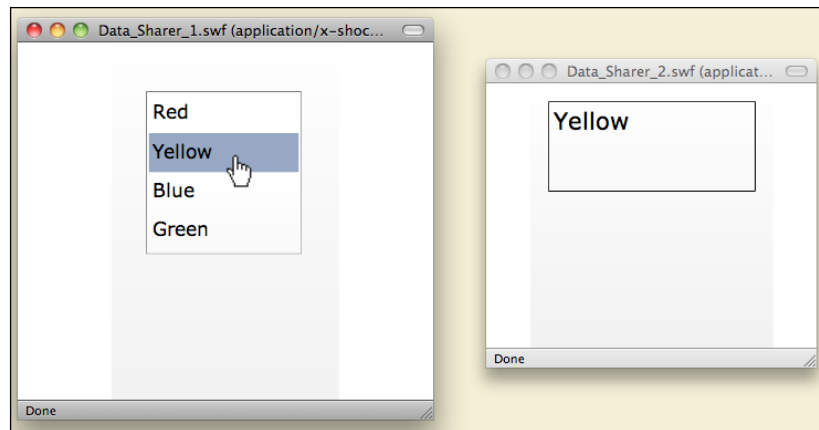 Data_Sharer_1.swf (application/x-shoc...
Red
Yellow
Blue
Green
Done
Data_Sharer_2.swf (applicat...
Yellow
Done